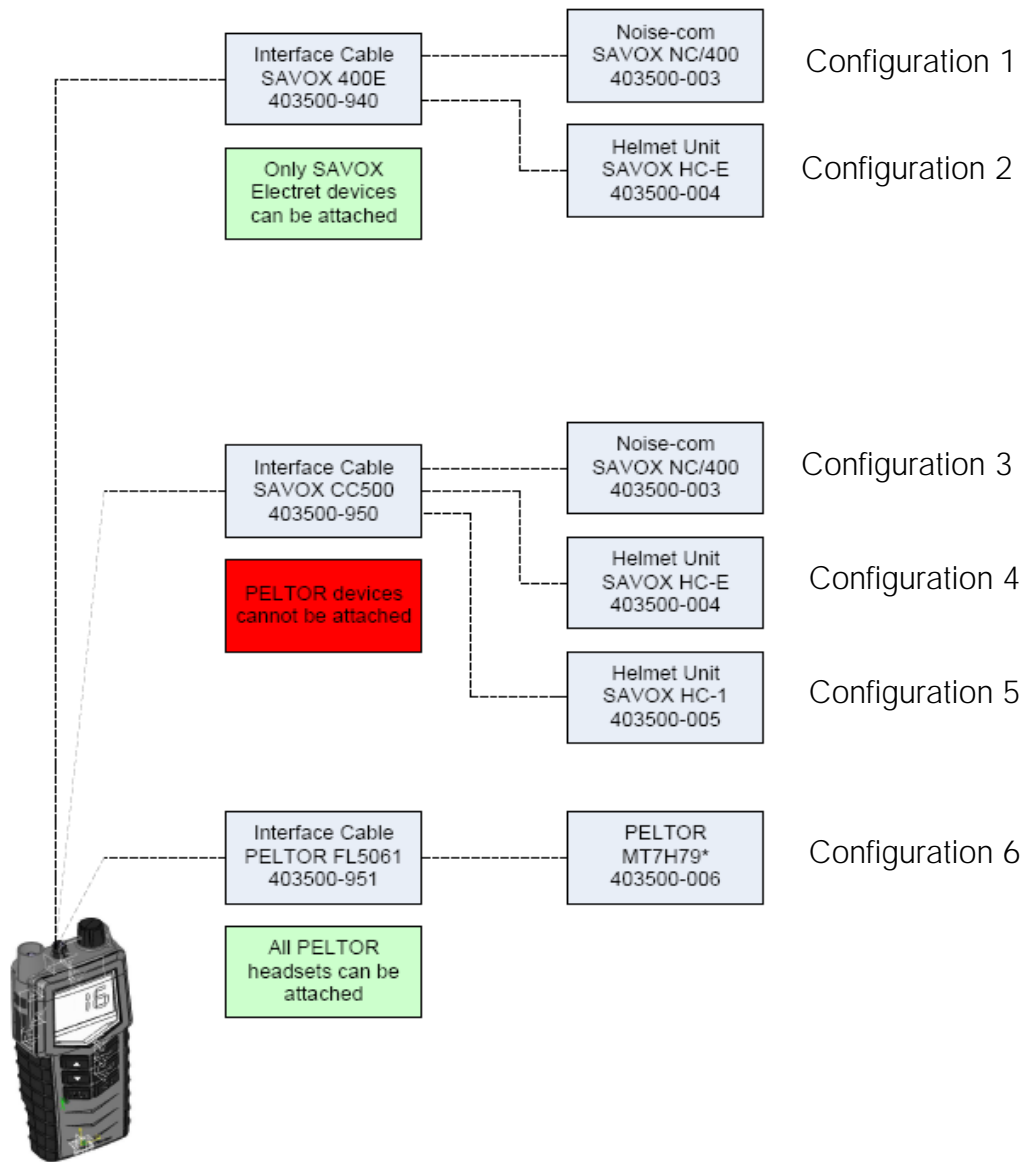 Interface Cable
SAVOX 400E
403500-940
Noise-com
SAVOX NC/400
403500-003
Configuration 1
Only SAVOX
Electret devices
can be attached
Helmet Unit
SAVOX HC-E
403500-004
Configuration 2
Interface Cable
SAVOX CC500
403500-950
Noise-com
SAVOX NC/400
403500-003
Configuration 3
PELTOR devices
cannot be attached
Helmet Unit
SAVOX HC-E
403500-004
Configuration 4
Helmet Unit
SAVOX HC-1
403500-005
Configuration 5
Interface Cable
PELTOR FL5061
403500-951
PELTOR
MT7H79*
403500-006
Configuration 6
All PELTOR
headsets can be
attached
16